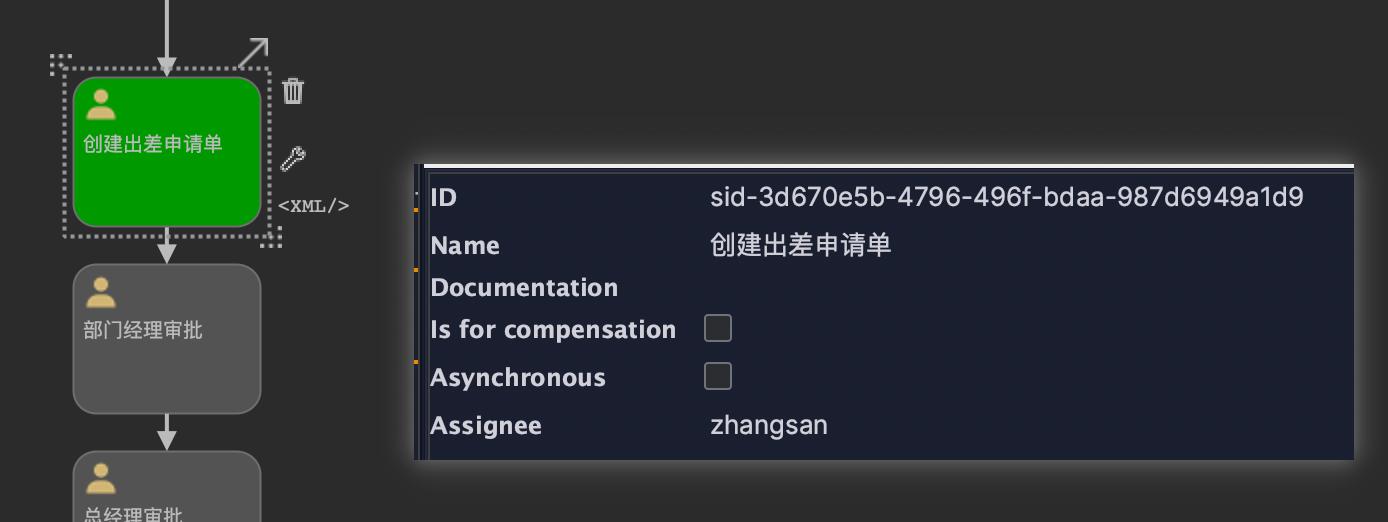 创建出差申请单
<XML/>
部门经理审批
总经理审批
ID sid-3d670e5b-4796-496f-bdaa-987d6949a1d9
Name 创建出差申请单
Documentation
Is for compensation
Asynchronous
Assignee zhangsan